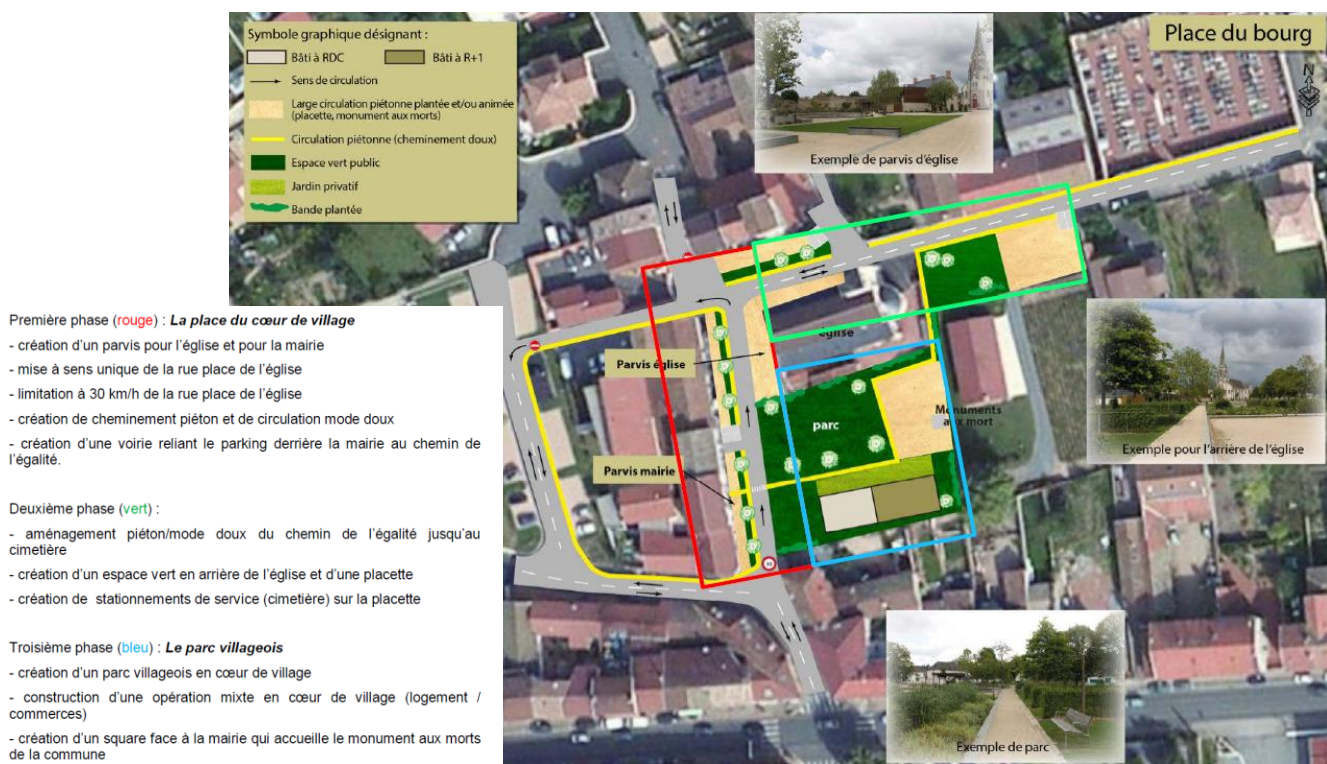 Symbole graphique désignant :
Bâti à RDC
Bâti à R+1
Sens de circulation
Large circulation piétonne plantée et/ou animée
(placette, monument aux morts)
Circulation piétonne (cheminement doux)
Espace vert public
Jardin privatif
Bande plantée
Place du bourg
N
Exemple de parvis d'église
Première phase (rouge) : La place du cœur de village
- création d'un parvis pour l'église et pour la mairie
- mise à sens unique de la rue place de l'église
- limitation à 30 km/h de la rue place de l'église
- création de cheminement piéton et de circulation mode doux
- création d'une voirie reliant le parking derrière la mairie au chemin de
l'égalité.
Deuxième phase (vert) :
- aménagement piéton/mode doux du chemin de l'égalité jusqu'au
cimetière
- création d'un espace vert en arrière de l'église et d'une placette
- création de stationnements de service (cimetière) sur la placette
Troisième phase (bleu) : Le parc villageois
- création d'un parc villageois en cœur de village
- construction d'une opération mixte en cœur de village (logement /
commerces)
- création d'un square face à la mairie qui accueille le monument aux morts
de la commune
église
Parvis église
Monuments
aux mort
parc
Parvis mairie
Exemple pour l'arrière de l'église
Exemple de parc